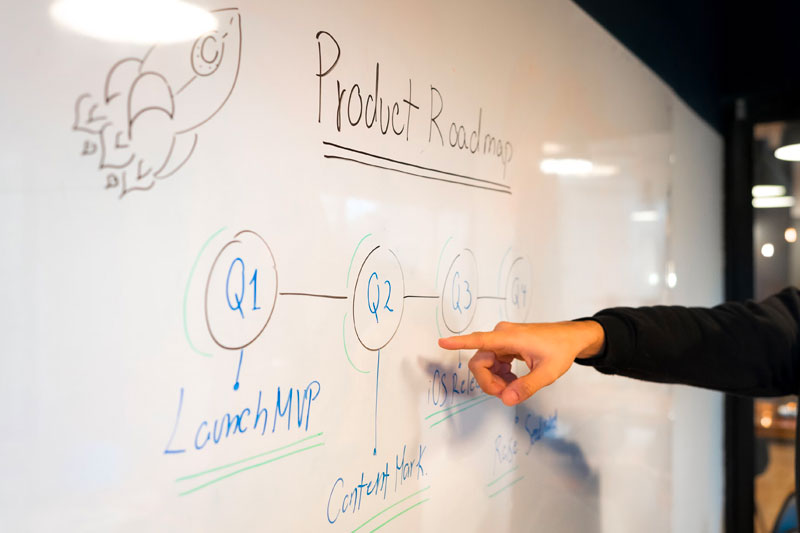 C
Product Roadmap
Q1
Q2
Q3
Q4
Launch MVP
Content Mark.
iOS